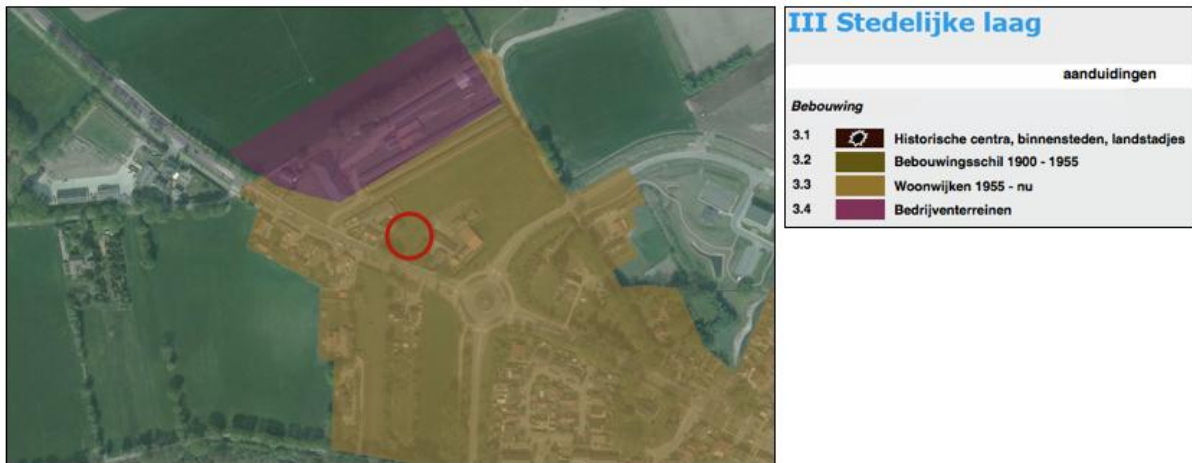 III Stedelijke laag
aanduidingen
Bebouwing
3.1 Historische centra, binnensteden, landstadjes
3.2 Bebouwingsschil 1900 - 1955
3.3 Woonwijken 1955 - nu
3.4 Bedrijventerreinen